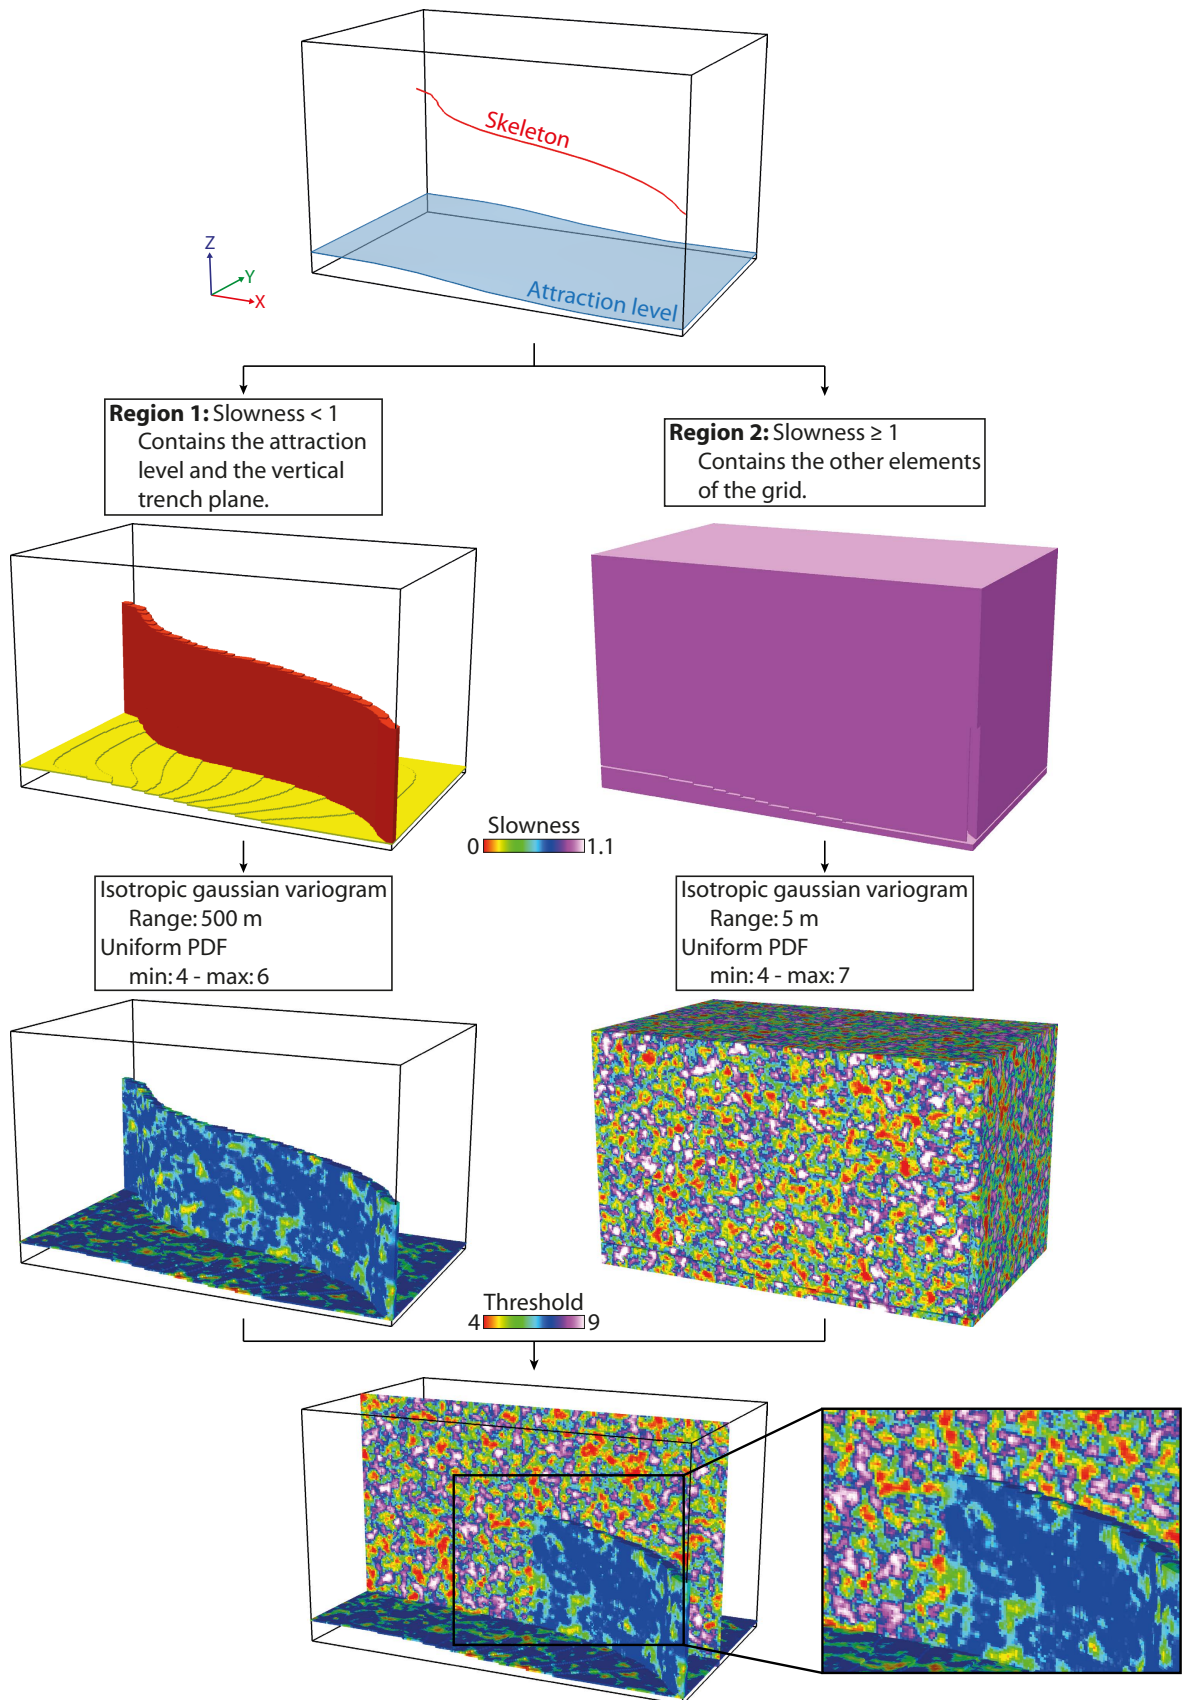 Skeleton
Z
Y
X
Attraction level
Region 1: Slowness < 1
Contains the attraction
level and the vertical
trench plane.
Region 2: Slowness ≥ 1
Contains the other elements
of the grid.
Slowness
0 1.1
Isotropic gaussian variogram
Range: 500 m
Uniform PDF
min: 4 - max: 6
Isotropic gaussian variogram
Range: 5 m
Uniform PDF
min: 4 - max: 7
Threshold
4 9